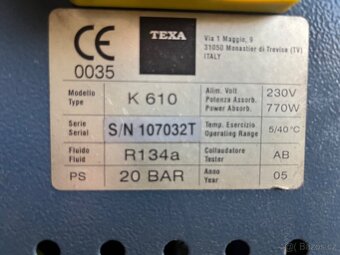 CE
0035
TEXA
Via 1 Maggio, 9
31050 Monastier di Treviso (TV)
ITALY
Modello
Type
K 610
Alim. Volt
Potenza Assorb.
Power Absorb.
230V
770W
Serie
Serial
S/N 107032T
Temp. Esercizio
Operating Range
5/40°C
Fluido
Fluid
R134a
Collaudatore
Tester
AB
PS
20 BAR
Anno
Year
05